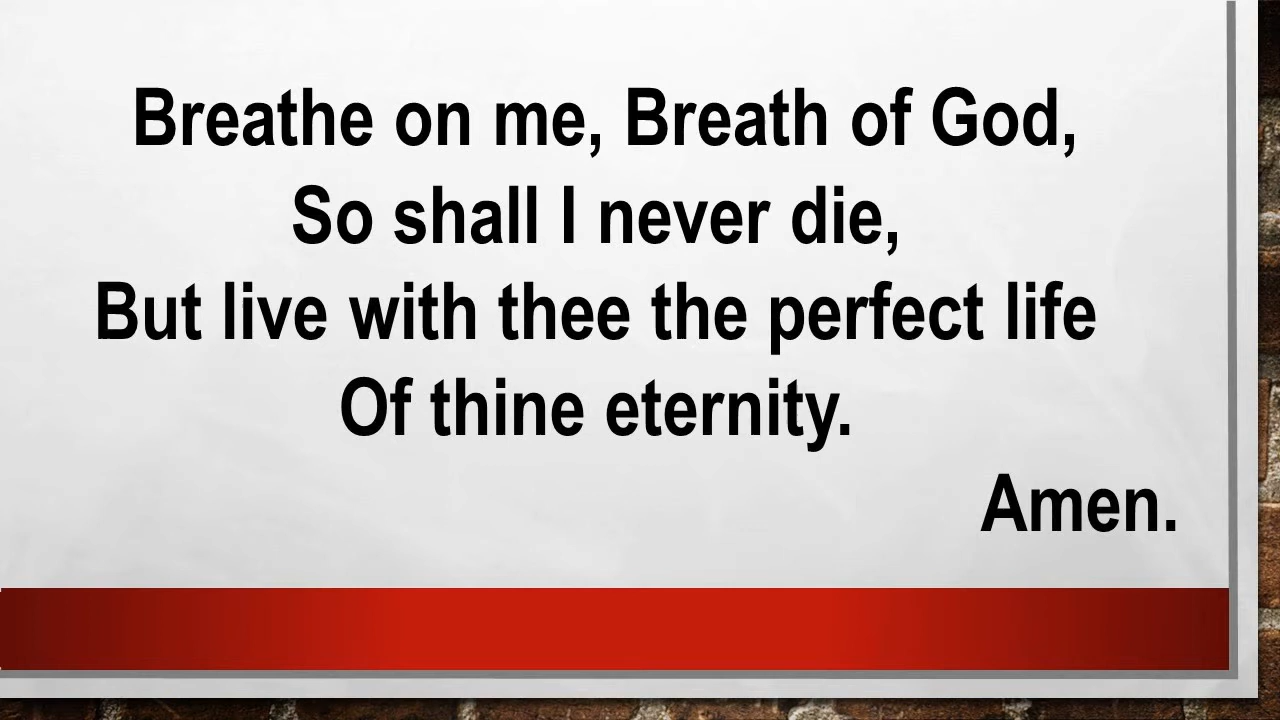 Breathe on me, Breath of God,
So shall I never die,
But live with thee the perfect life
Of thine eternity.
Amen.